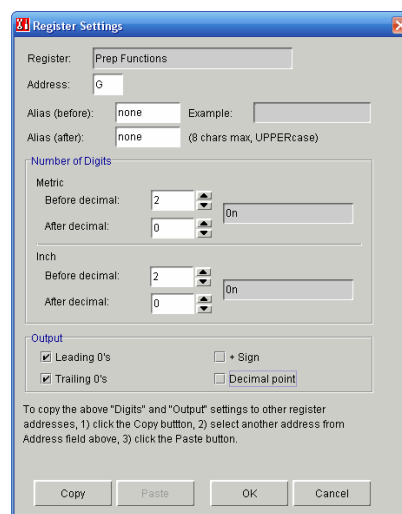 Register Settings
Register: Prep Functions
Address: G
Alias (before): none Example:
Alias (after): none (8 chars max, UPPERcase)
Number of Digits
Metric
Before decimal: 2
0n
After decimal: 0
Inch
Before decimal: 2
0n
After decimal: 0
Output
Leading 0's + Sign
Trailing 0's Decimal point
To copy the above "Digits" and "Output" settings to other register
addresses, 1) click the Copy buttton, 2) select another address from
Address field above, 3) click the Paste button.
Copy Paste OK Cancel